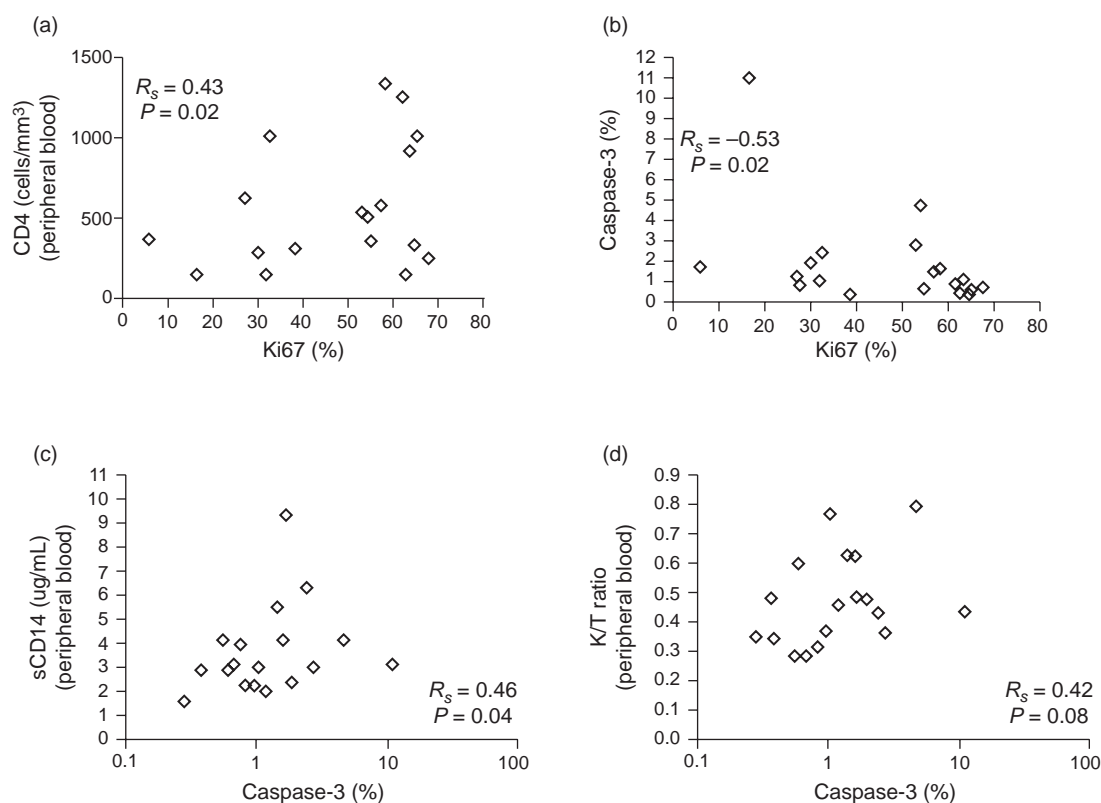 (a)
1500
1000
500
0
CD4 (cells/mm³)
(peripheral blood)
Rs = 0.43
P = 0.02
0 10 20 30 40 50 60 70 80
Ki67 (%)
(b)
12
11
10
9
8
7
6
5
4
3
2
1
0
Caspase-3 (%)
Rs = –0.53
P = 0.02
0 10 20 30 40 50 60 70 80
Ki67 (%)
(c)
11
10
9
8
7
6
5
4
3
2
1
0
sCD14 (ug/mL)
(peripheral blood)
Rs = 0.46
P = 0.04
0.1 1 10 100
Caspase-3 (%)
(d)
0.9
0.8
0.7
0.6
0.5
0.4
0.3
0.2
0.1
0.0
K/T ratio
(peripheral blood)
Rs = 0.42
P = 0.08
0.1 1 10 100
Caspase-3 (%)